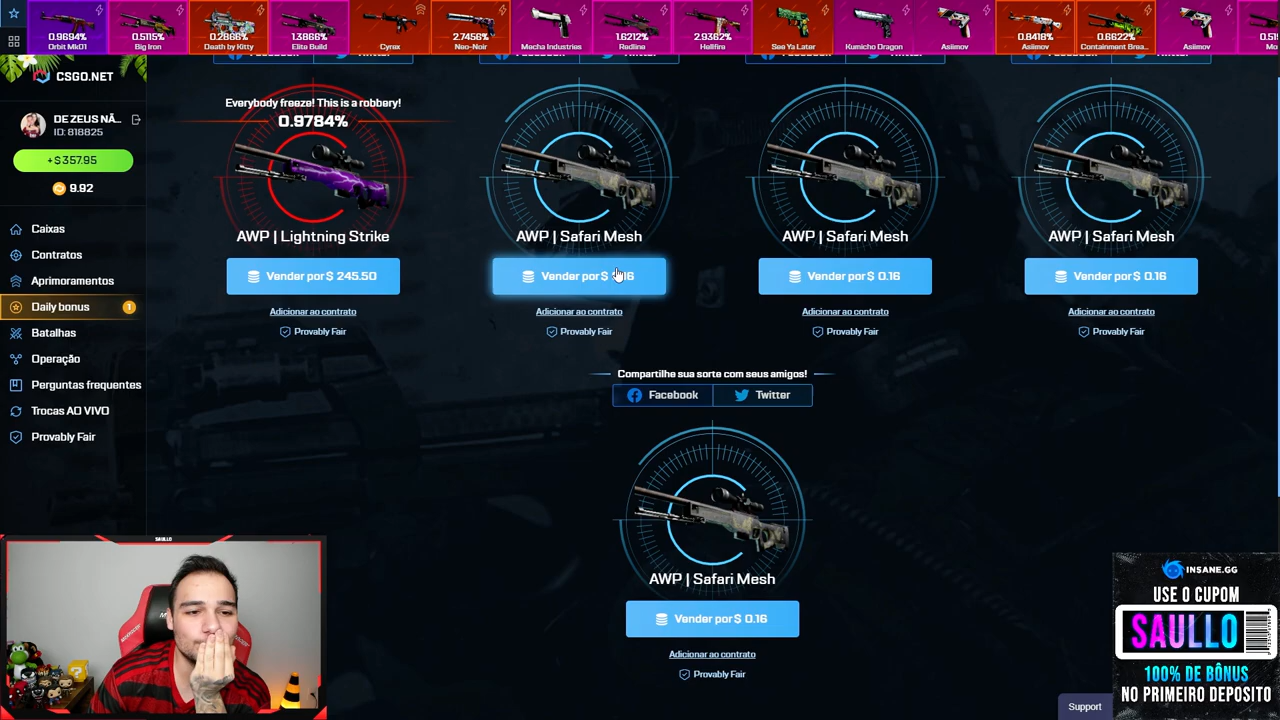 0.9694%
Orbit Mk01
0.5115%
Big Iron
0.2866%
Death by Kitty
1.3866%
Elite Build
Cyrex
2.7456%
Neo-Noir
Mecha Industries
1.6212%
Redline
2.9362%
Hellfire
See Ya Later
Kumicho Dragon
Asiimov
0.8418%
Asiimov
0.6622%
Containment Brea...
Asiimov
CSGO.NET
DE ZEUS NÃ...
ID: 818825
+$357.95
9.92
Caixas
Contratos
Aprimoramentos
Daily bonus
1
Batalhas
Operação
Perguntas frequentes
Trocas AO VIVO
Provably Fair
Everybody freeze! This is a robbery!
0.9784%
AWP | Lightning Strike
Vender por $ 245.50
Adicionar ao contrato
Provably Fair
AWP | Safari Mesh
Vender por $
Adicionar ao contrato
Provably Fair
AWP | Safari Mesh
Vender por $ 0.16
Adicionar ao contrato
Provably Fair
AWP | Safari Mesh
Vender por $ 0.16
Adicionar ao contrato
Provably Fair
Compartilhe sua sorte com seus amigos!
Facebook
Twitter
AWP | Safari Mesh
Vender por $ 0.16
Adicionar ao contrato
Provably Fair
SAULLO
INSANE.GG
USE O CUPOM
SAULLO
100% DE BÔNUS
NO PRIMEIRO DEPOSITO
Support